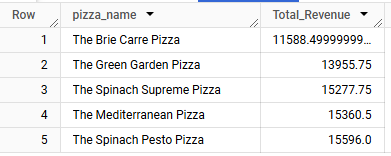 Row pizza_name Total_Revenue
1 The Brie Carre Pizza 11588.49999999...
2 The Green Garden Pizza 13955.75
3 The Spinach Supreme Pizza 15277.75
4 The Mediterranean Pizza 15360.5
5 The Spinach Pesto Pizza 15596.0